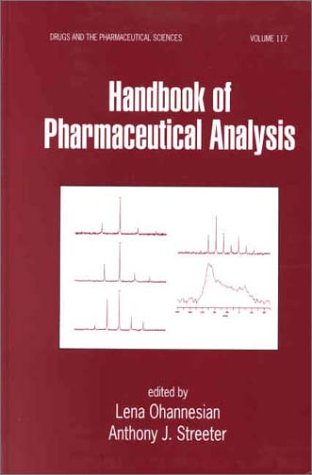 DRUGS AND THE PHARMACEUTICAL SCIENCES
VOLUME 117
Handbook of
Pharmaceutical Analysis
edited by
Lena Ohannesian
Anthony J. Streeter